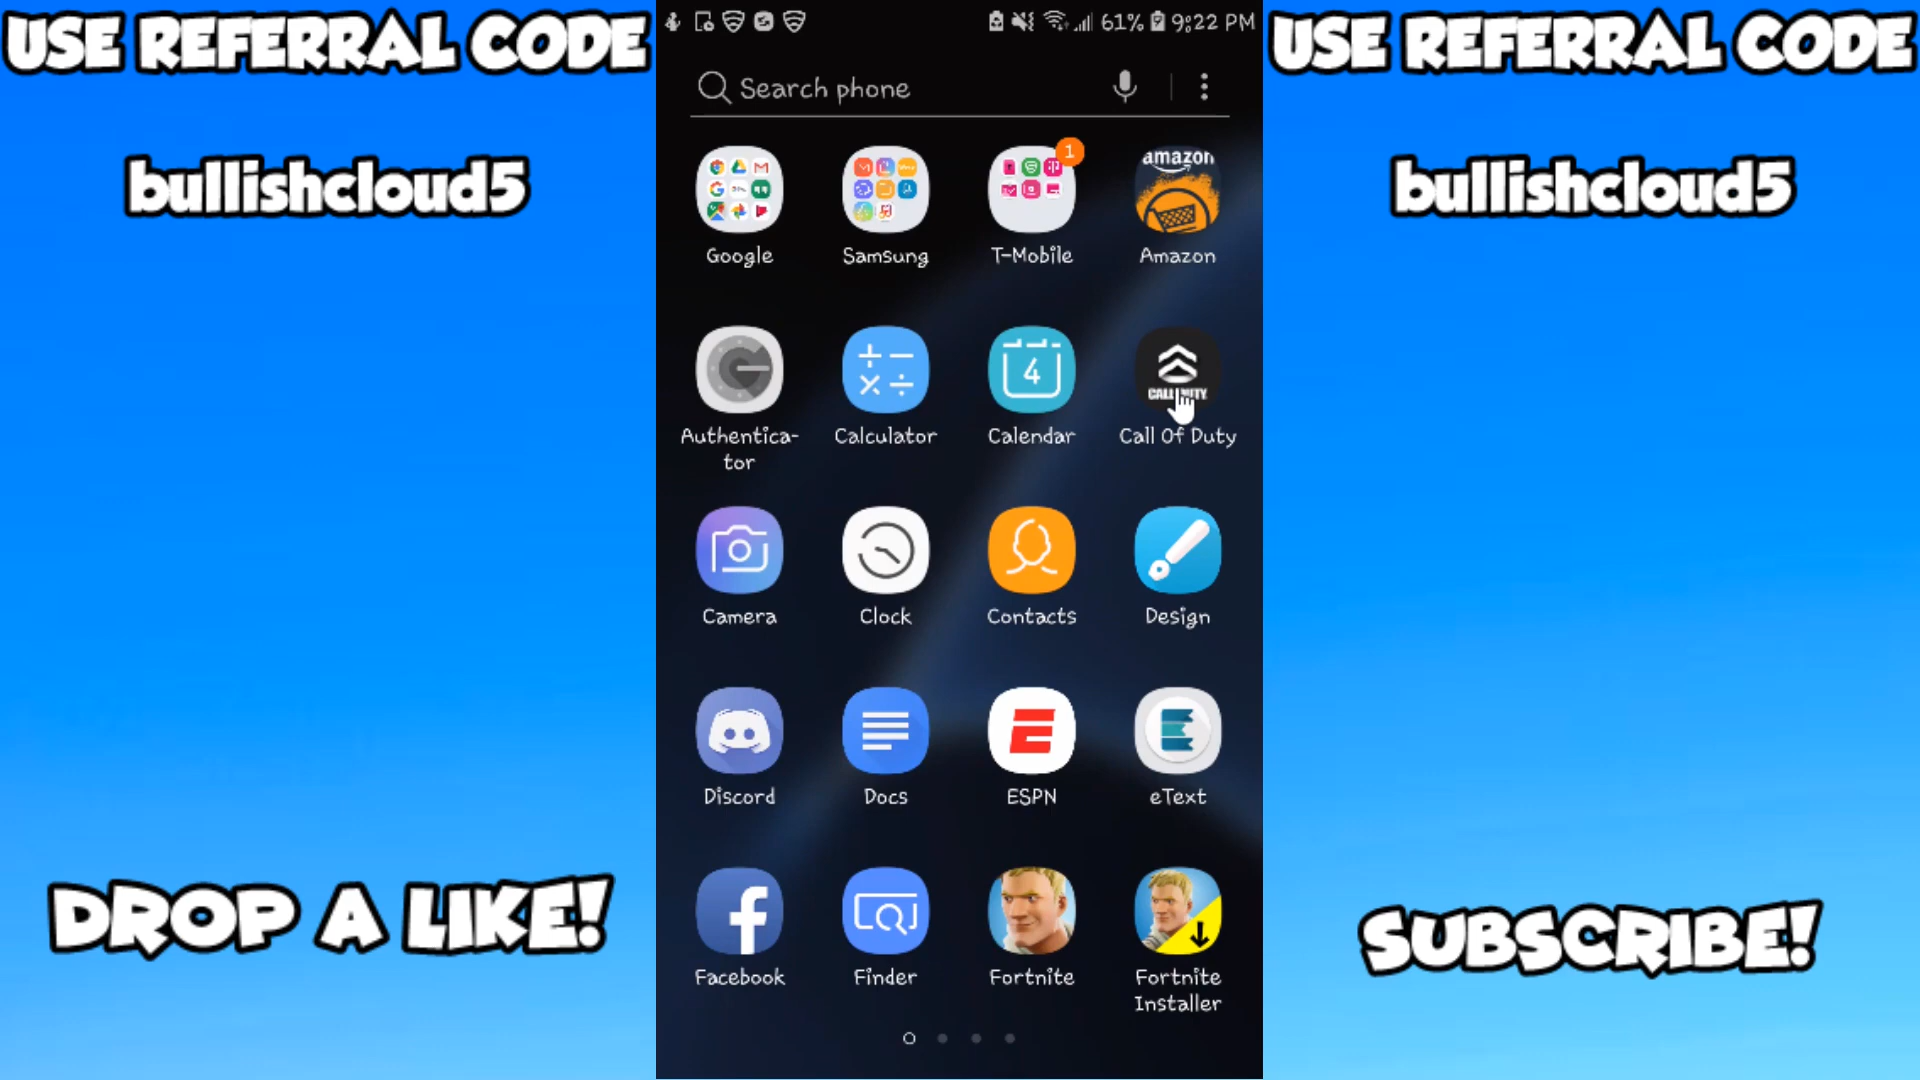 USE REFERRAL CODE
bullishcloud5
DROP A LIKE!
61% 9:22 PM
Search phone
1
amazon
Google
Samsung
T-Mobile
Amazon
4
Authentica-
tor
Calculator
Calendar
Call Of Duty
Camera
Clock
Contacts
Design
Discord
Docs
ESPN
eText
Facebook
Finder
Fortnite
Fortnite
Installer
USE REFERRAL CODE
bullishcloud5
SUBSCRIBE!